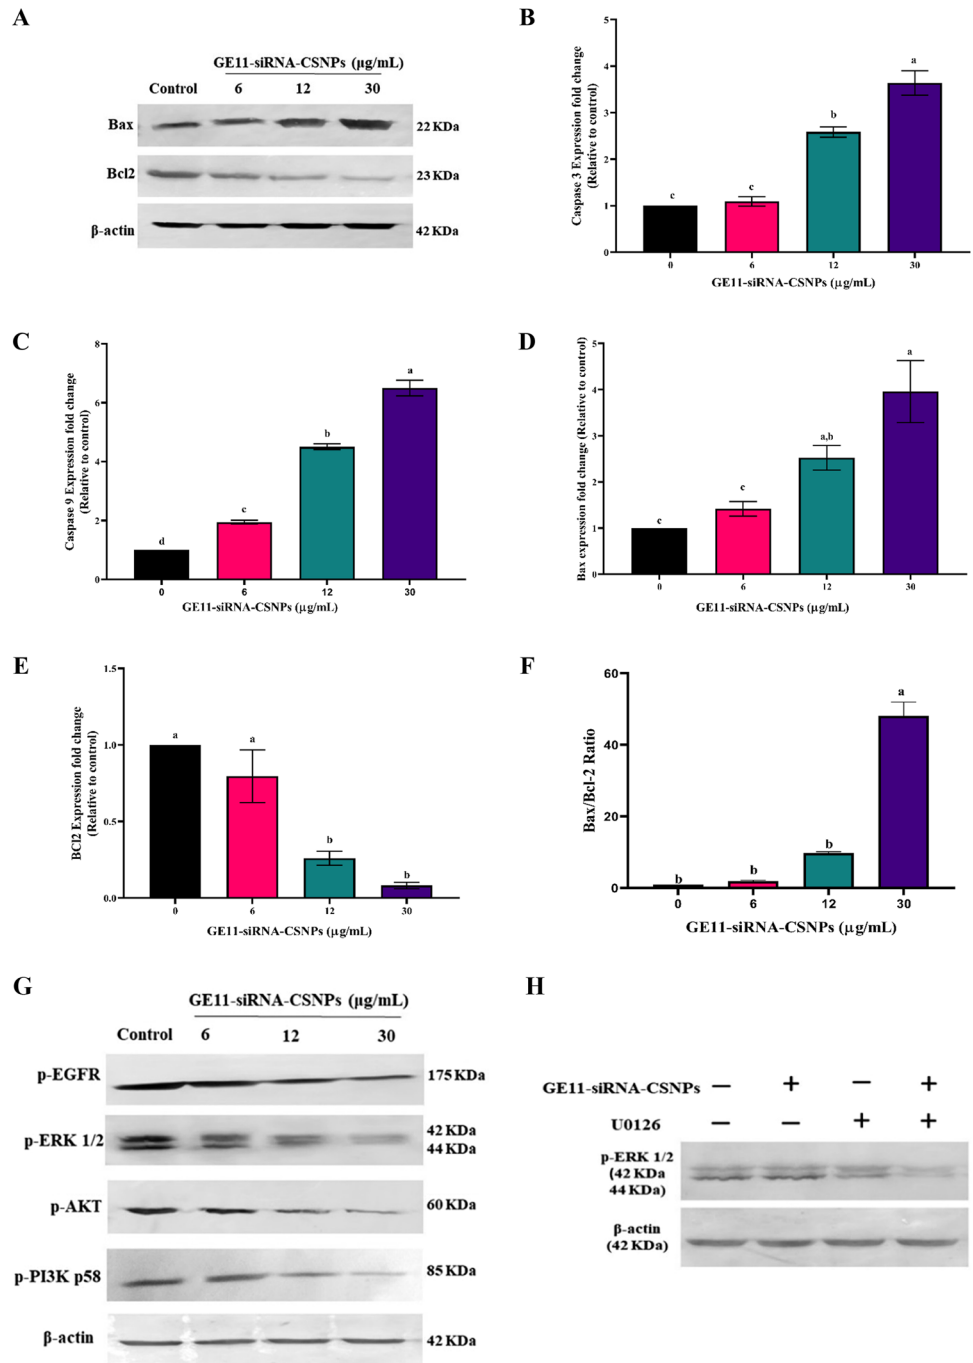 A
GE11-siRNA-CSNPs (µg/mL)
Control 6 12 30
Bax 22 KDa
Bcl2 23 KDa
β-actin 42 KDa
B
Caspase 3 Expression fold change
(Relative to control)
5
4
3
2
1
0
c
c
b
a
0 6 12 30
GE11-siRNA-CSNPs (µg/mL)
C
Caspase 9 Expression fold change
(Relative to control)
8
6
4
2
0
d
c
b
a
0 6 12 30
GE11-siRNA-CSNPs (µg/mL)
D
Bax expression fold change (Relative to control)
5
4
3
2
1
0
c
c
a,b
a
0 6 12 30
GE11-siRNA-CSNPs (µg/mL)
E
BCl2 Expression fold change
(Relative to control)
1.5
1.0
0.5
0.0
a
a
b
b
0 6 12 30
GE11-siRNA-CSNPs (µg/mL)
F
Bax/Bcl-2 Ratio
60
40
20
0
b
b
b
a
0 6 12 30
GE11-siRNA-CSNPs (µg/mL)
G
GE11-siRNA-CSNPs (µg/mL)
Control 6 12 30
p-EGFR 175 KDa
p-ERK 1/2 42 KDa
44 KDa
p-AKT 60 KDa
p-PI3K p58 85 KDa
β-actin 42 KDa
H
GE11-siRNA-CSNPs − + − +
U0126 − − + +
p-ERK 1/2
(42 KDa
44 KDa)
β-actin
(42 KDa)